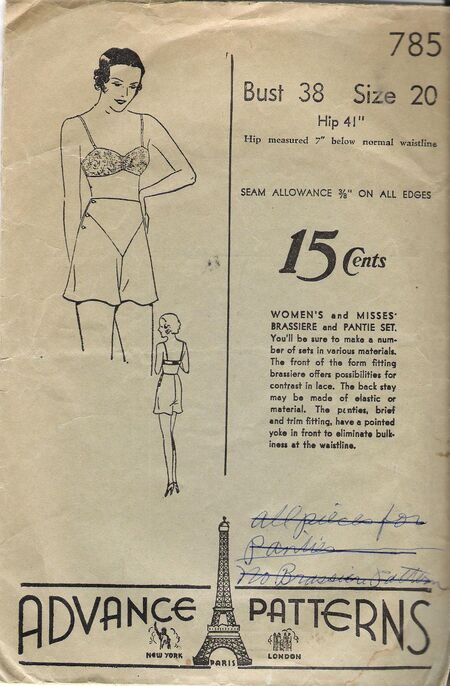 785
Bust 38 Size 20
Hip 41"
Hip measured 7" below normal waistline
SEAM ALLOWANCE ⅜" ON ALL EDGES
15 Cents
WOMEN'S and MISSES'
BRASSIERE and PANTIE SET.
You'll be sure to make a num-
ber of sets in various materials.
The front of the form fitting
brassiere offers possibilities for
contrast in lace. The back stay
may be made of elastic or
material. The panties, brief
and trim fitting, have a pointed
yoke in front to eliminate bulk-
iness at the waistline.
all pieces for
Panties
No Brassiere Pattern
ADVANCE PATTERNS
NEW YORK PARIS LONDON